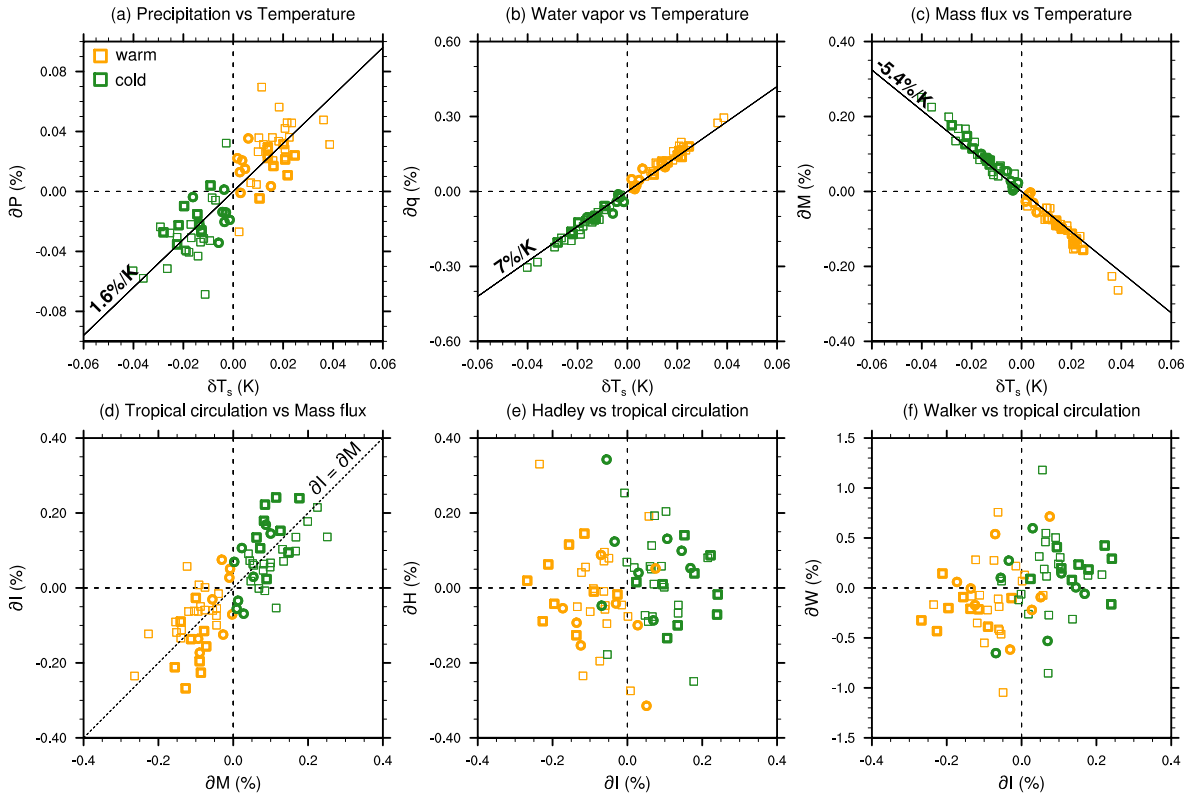 (a) Precipitation vs Temperature
∂P (%)
0.08
0.04
0.00
-0.04
-0.08
warm
cold
1.6%/K
-0.06 -0.04 -0.02 0.00 0.02 0.04 0.06
δTs (K)
(b) Water vapor vs Temperature
∂q (%)
0.60
0.30
0.00
-0.30
-0.60
7%/K
-0.06 -0.04 -0.02 0.00 0.02 0.04 0.06
δTs (K)
(c) Mass flux vs Temperature
∂M (%)
0.40
0.20
0.00
-0.20
-0.40
-5.4%/K
-0.06 -0.04 -0.02 0.00 0.02 0.04 0.06
δTs (K)
(d) Tropical circulation vs Mass flux
∂I (%)
0.40
0.20
0.00
-0.20
-0.40
∂I = ∂M
-0.4 -0.2 0.0 0.2 0.4
∂M (%)
(e) Hadley vs tropical circulation
∂H (%)
0.40
0.20
0.00
-0.20
-0.40
-0.4 -0.2 0.0 0.2 0.4
∂I (%)
(f) Walker vs tropical circulation
∂W (%)
1.5
1.0
0.5
0.0
-0.5
-1.0
-1.5
-0.4 -0.2 0.0 0.2 0.4
∂I (%)